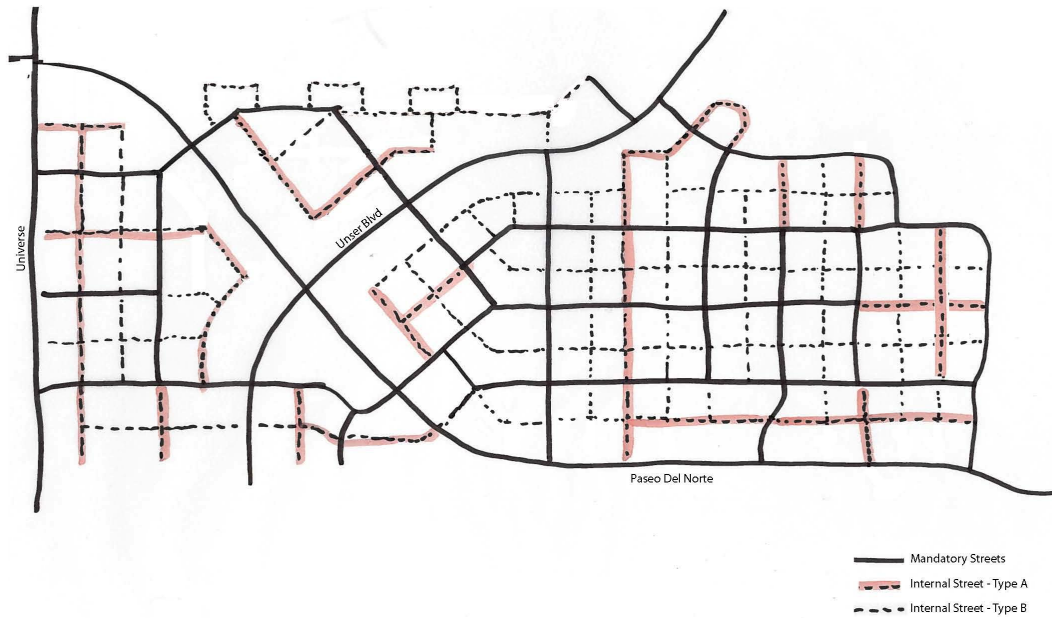 Universe
Unser Blvd
Paseo Del Norte
Mandatory Streets
Internal Street - Type A
Internal Street - Type B